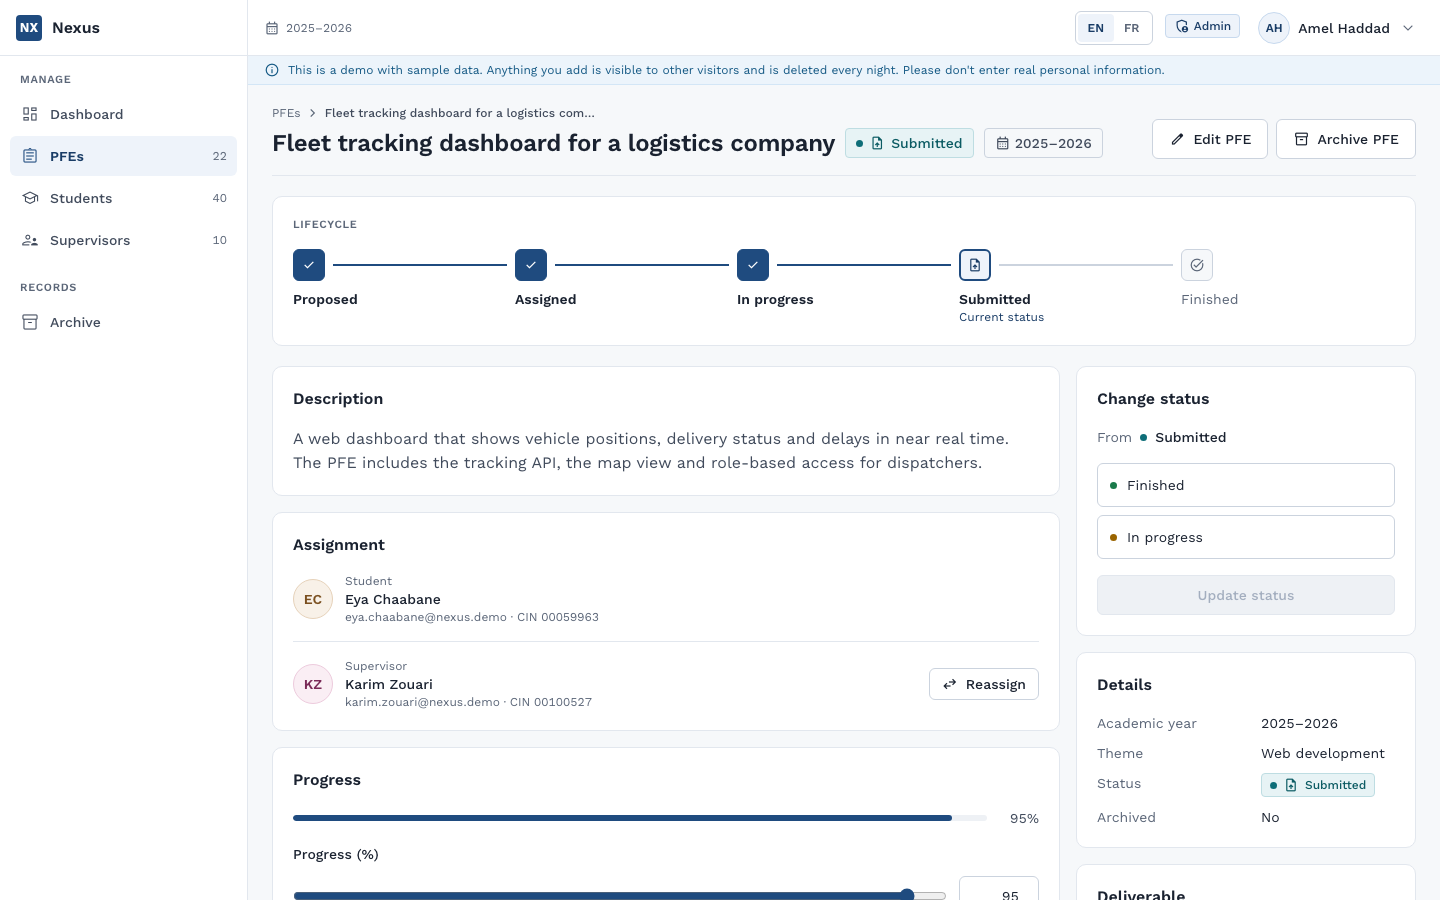 NX Nexus
2025–2026
EN FR
Admin
AH Amel Haddad
This is a demo with sample data. Anything you add is visible to other visitors and is deleted every night. Please don't enter real personal information.
MANAGE
Dashboard
PFEs 22
Students 40
Supervisors 10
RECORDS
Archive
PFEs > Fleet tracking dashboard for a logistics com…
Fleet tracking dashboard for a logistics company
Submitted
2025–2026
Edit PFE
Archive PFE
LIFECYCLE
Proposed
Assigned
In progress
Submitted
Current status
Finished
Description
A web dashboard that shows vehicle positions, delivery status and delays in near real time.
The PFE includes the tracking API, the map view and role-based access for dispatchers.
Assignment
EC
Student
Eya Chaabane
eya.chaabane@nexus.demo · CIN 00059963
KZ
Supervisor
Karim Zouari
karim.zouari@nexus.demo · CIN 00100527
Reassign
Progress
95%
Progress (%)
95
Change status
From Submitted
Finished
In progress
Update status
Details
Academic year 2025–2026
Theme Web development
Status Submitted
Archived No
Deliverable